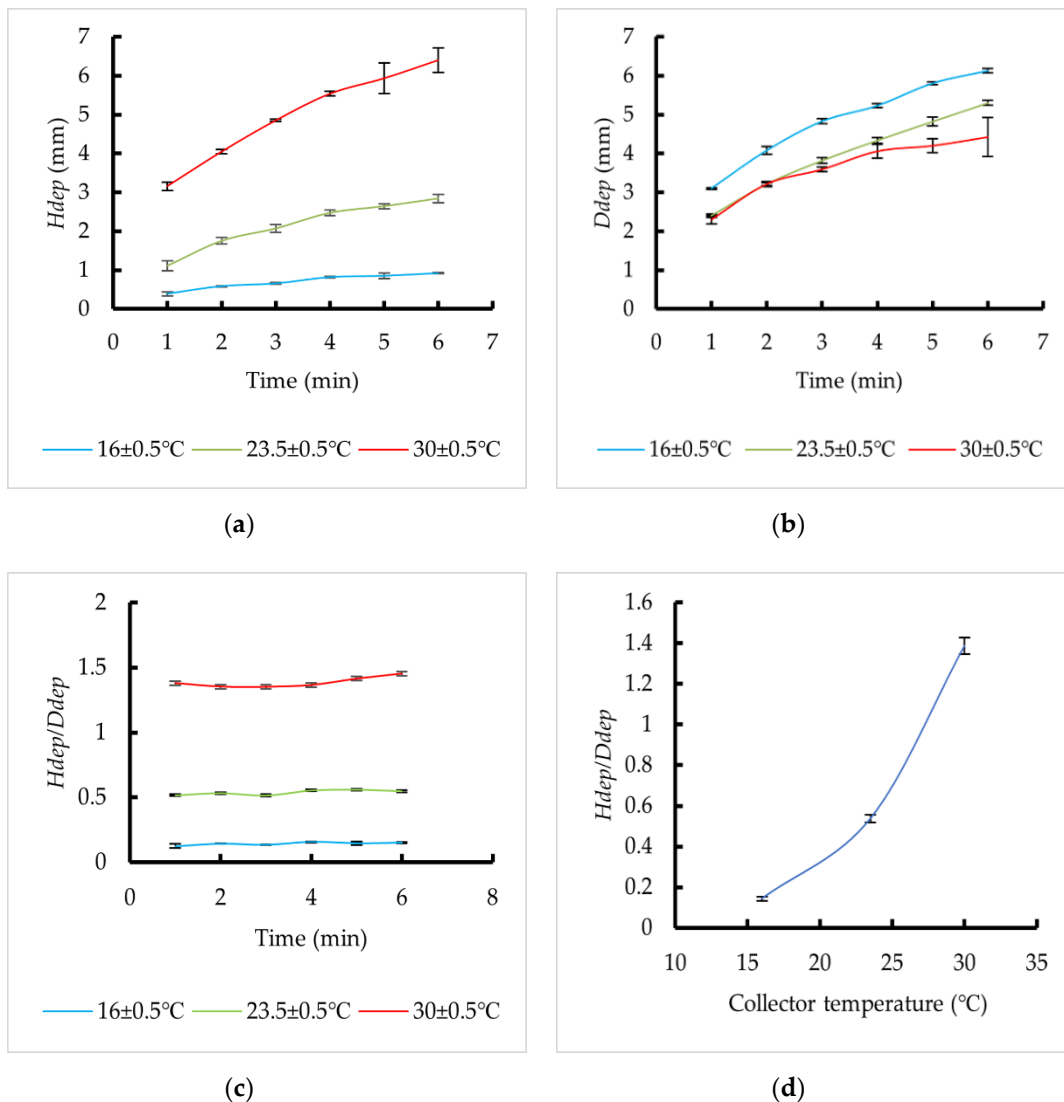 7
6
5
4
3
2
1
0
Hdep (mm)
0 1 2 3 4 5 6 7
Time (min)
16±0.5℃ 23.5±0.5℃ 30±0.5℃
(a)
7
6
5
4
3
2
1
0
Ddep (mm)
0 1 2 3 4 5 6 7
Time (min)
16±0.5℃ 23.5±0.5℃ 30±0.5℃
(b)
2
1.5
1
0.5
0
Hdep/Ddep
0 2 4 6 8
Time (min)
16±0.5℃ 23.5±0.5℃ 30±0.5℃
(c)
1.6
1.4
1.2
1
0.8
0.6
0.4
0.2
0
Hdep/Ddep
10 15 20 25 30 35
Collector temperature (℃)
(d)